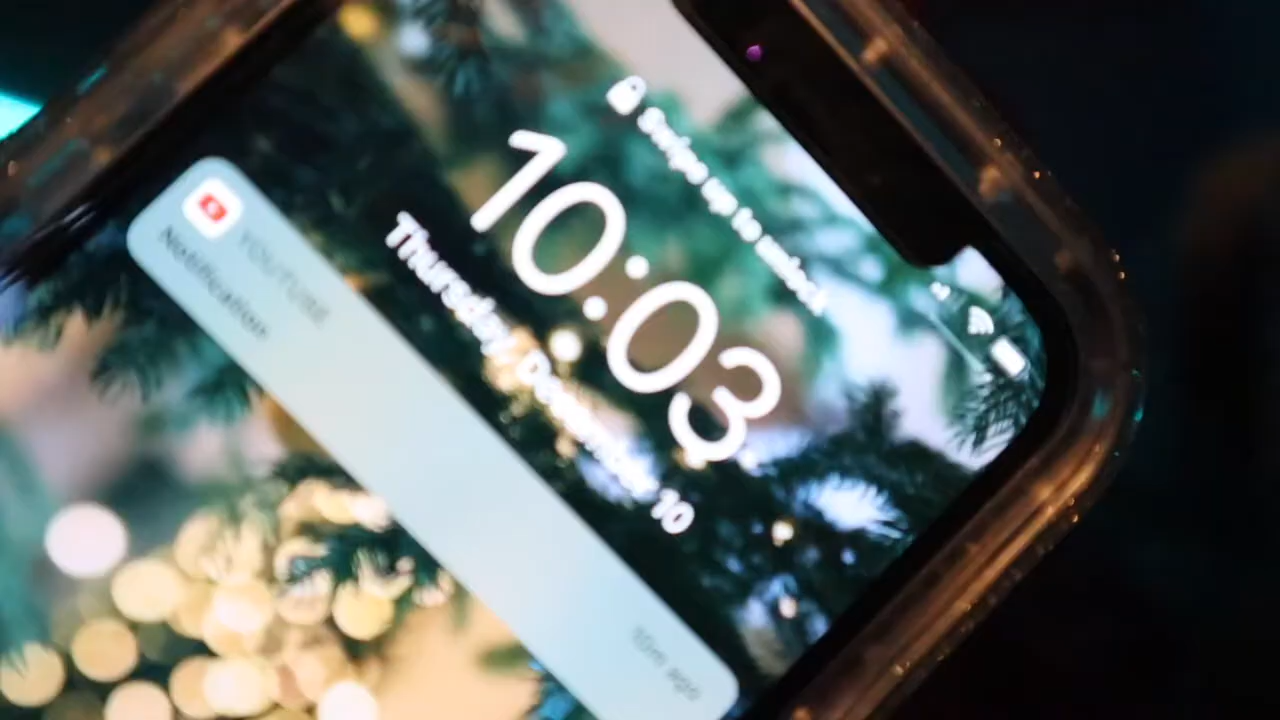 Swipe up to unlock
10:03
Thursday, December 10
YOUTUBE
10m ago
Notification